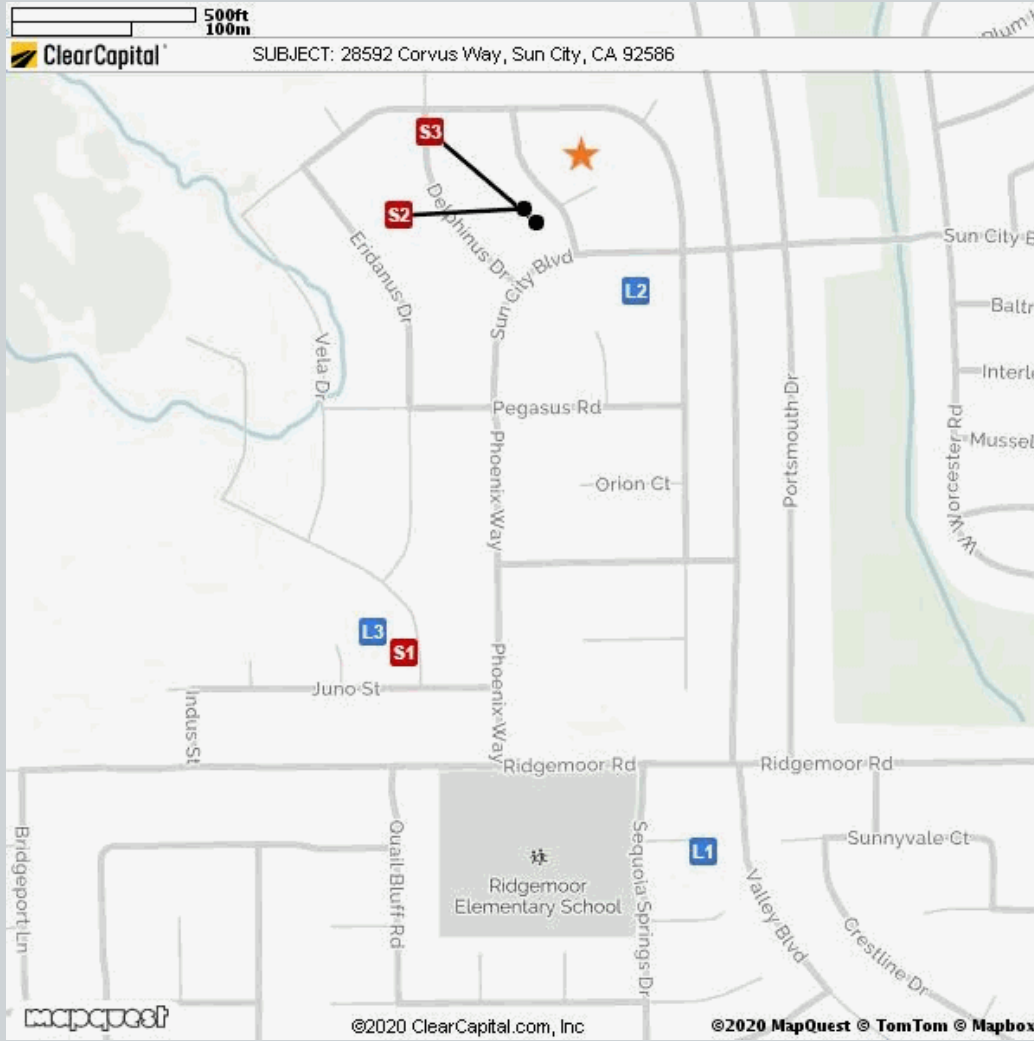 500ft
100m
ClearCapital
SUBJECT: 28592 Corvus Way, Sun City, CA 92586
Plum
S3
S2
Delphinus Dr
Eridanus Dr
Sun City Blvd
Sun City B
L2
Baltr
Vela Dr
Interl
Pegasus Rd
Portsmouth Dr
Worcester Rd
Mussel
Phoenix Way
Orion Ct
W W
L3
S1
Phoenix Way
Juno St
Indus St
Ridgemoor Rd
Ridgemoor Rd
Bridgeport Ln
Quail Bluff Rd
Sequoia Springs Dr
L1
Sunnyvale Ct
Ridgemoor
Elementary School
Valley Blvd
Crestline Dr
mapquest
©2020 ClearCapital.com, Inc
©2020 MapQuest © TomTom © Mapbox